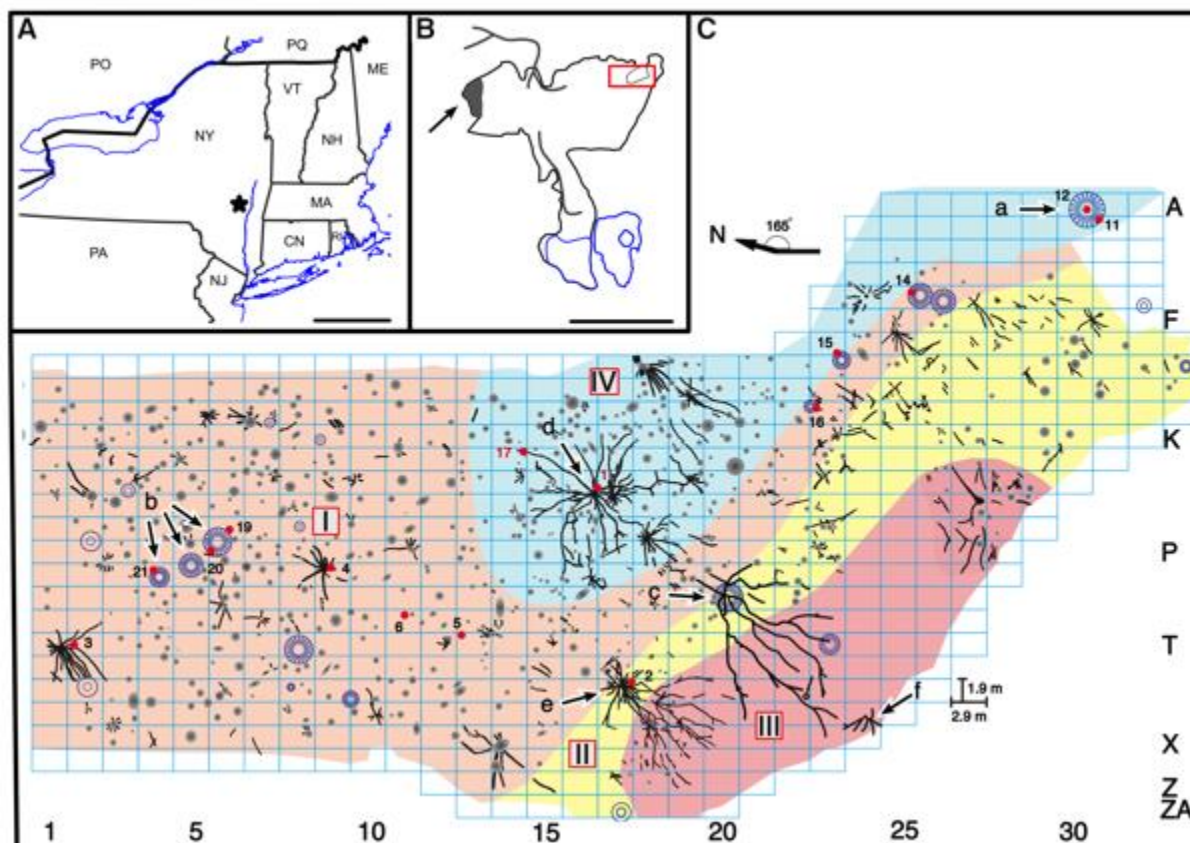 A
PO
PQ
ME
VT
NY
NH
MA
CN
RI
PA
NJ
B
C
N
165°
a
12
11
A
14
F
15
16
K
IV
d
17
1
b
I
19
21
20
4
P
c
6
5
3
T
2
e
1.9 m
2.9 m
f
III
II
X
Z
ZA
1
5
10
15
20
25
30